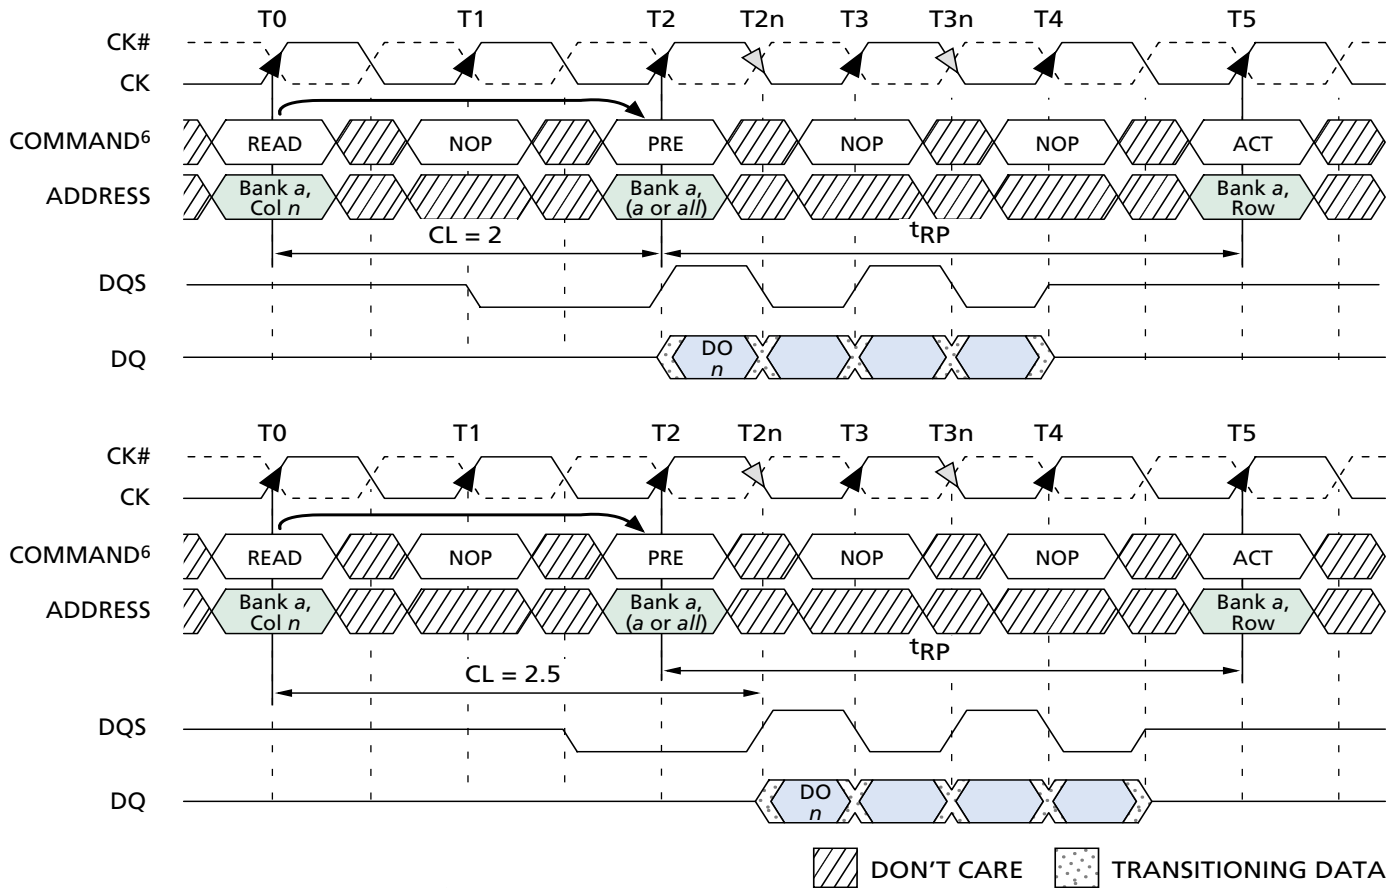 T0 T1 T2 T2n T3 T3n T4 T5
CK#
CK
COMMAND6 READ NOP PRE NOP NOP ACT
ADDRESS Bank a, Col n Bank a, (a or all) Bank a, Row
CL = 2 tRP
DQS
DQ DO n
T0 T1 T2 T2n T3 T3n T4 T5
CK#
CK
COMMAND6 READ NOP PRE NOP NOP ACT
ADDRESS Bank a, Col n Bank a, (a or all) Bank a, Row
tRP
CL = 2.5
DQS
DQ DO n
DON'T CARE TRANSITIONING DATA